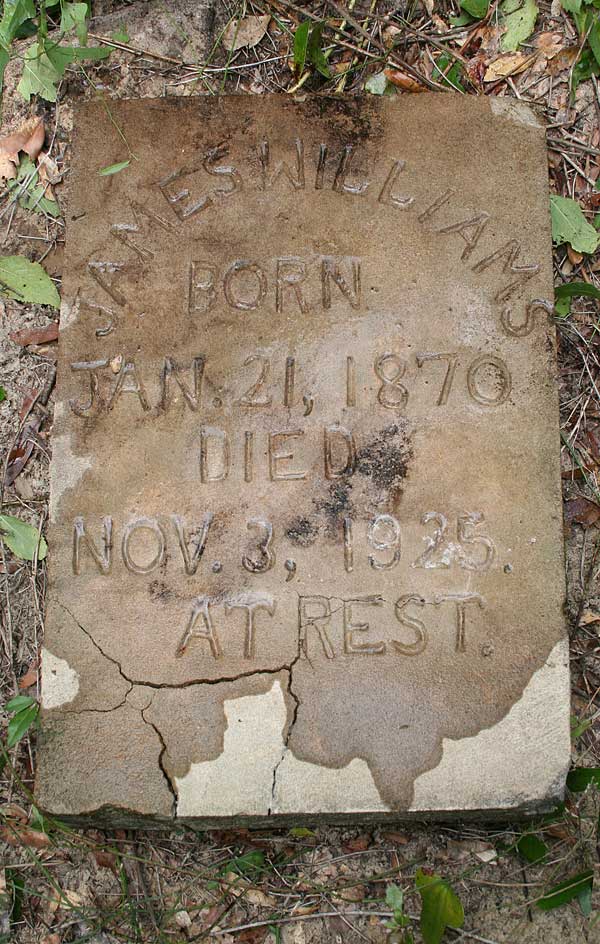 JAMES WILLIAMS
BORN
JAN. 21, 1870
DIED
NOV. 3, 1925.
AT REST.